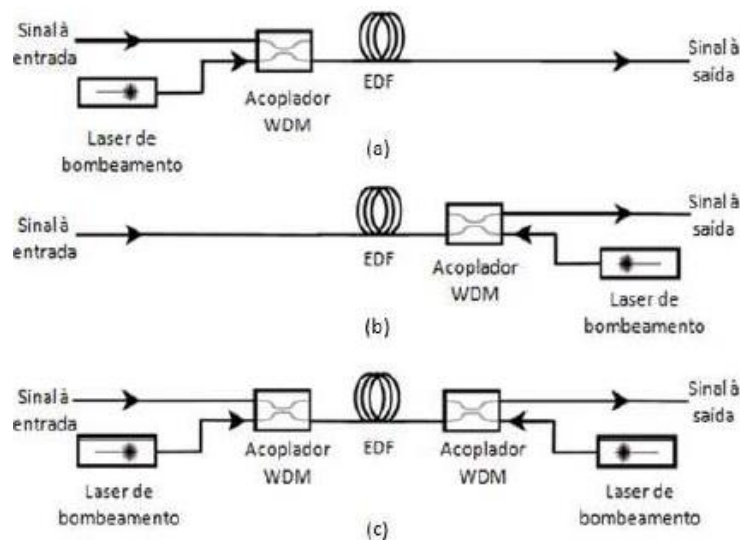 Sinal à
entrada
Laser de
bombeamento
Acoplador
WDM
EDF
Sinal à
saída
(a)
Sinal à
entrada
EDF
Acoplador
WDM
Sinal à
saída
Laser de
bombeamento
(b)
Sinal à
entrada
Laser de
bombeamento
Acoplador
WDM
EDF
Acoplador
WDM
Sinal à
saída
Laser de
bombeamento
(c)